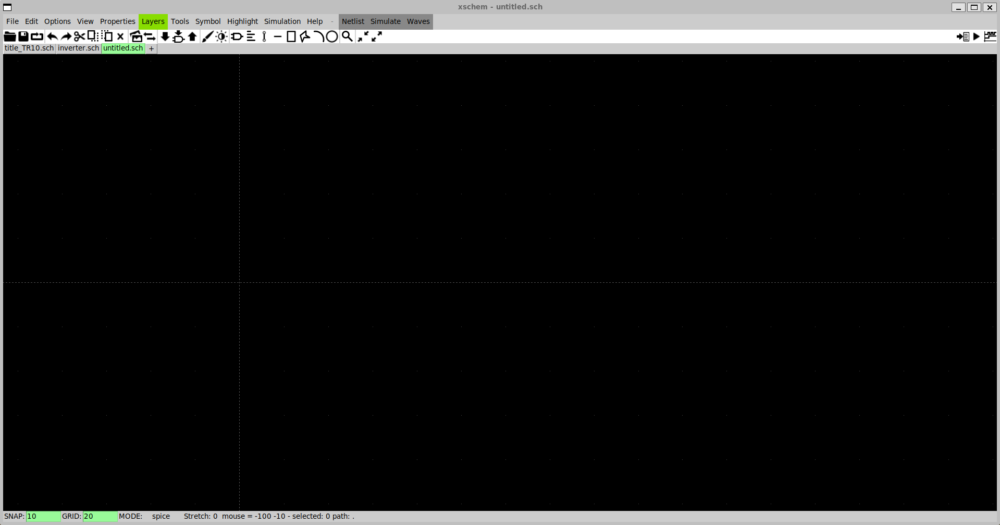 xschem - untitled.sch
File Edit Options View Properties Layers Tools Symbol Highlight Simulation Help - Netlist Simulate Waves
title_TR10.sch inverter.sch untitled.sch +
SNAP: 10 GRID: 20 MODE: spice Stretch: 0 mouse = -100 -10 - selected: 0 path: .